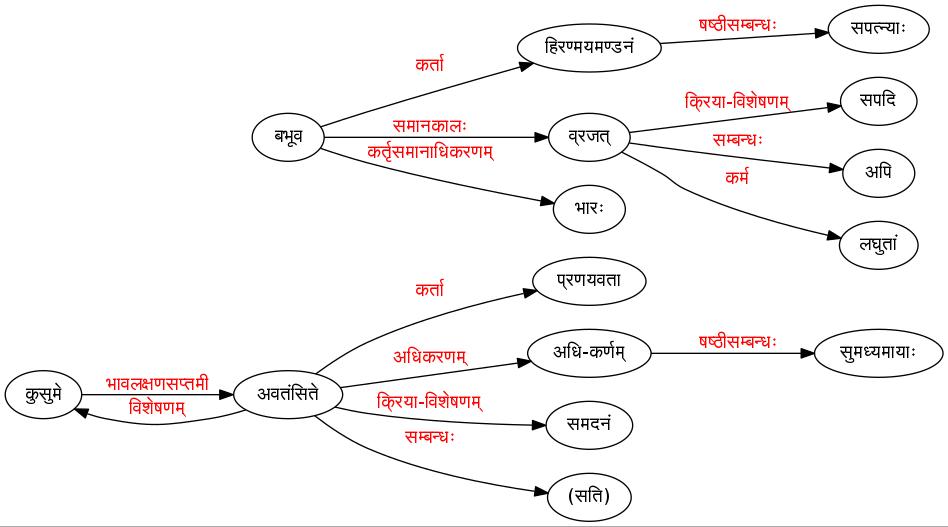 षष्ठीसम्बन्धः
सपत्न्याः
हिरण्मयमण्डनं
कर्ता
क्रिया-विशेषणम्
सपदि
समानकालः
बभूव
व्रजत्
सम्बन्धः
कर्तृसमानाधिकरणम्
अपि
कर्म
भारः
लघुतां
प्रणयवता
कर्ता
षष्ठीसम्बन्धः
अधिकरणम्
अधि-कर्णम्
सुमध्यमायाः
भावलक्षणसप्तमी
कुसुमे
अवतंसिते
विशेषणम्
क्रिया-विशेषणम्
समदनं
सम्बन्धः
(सति)